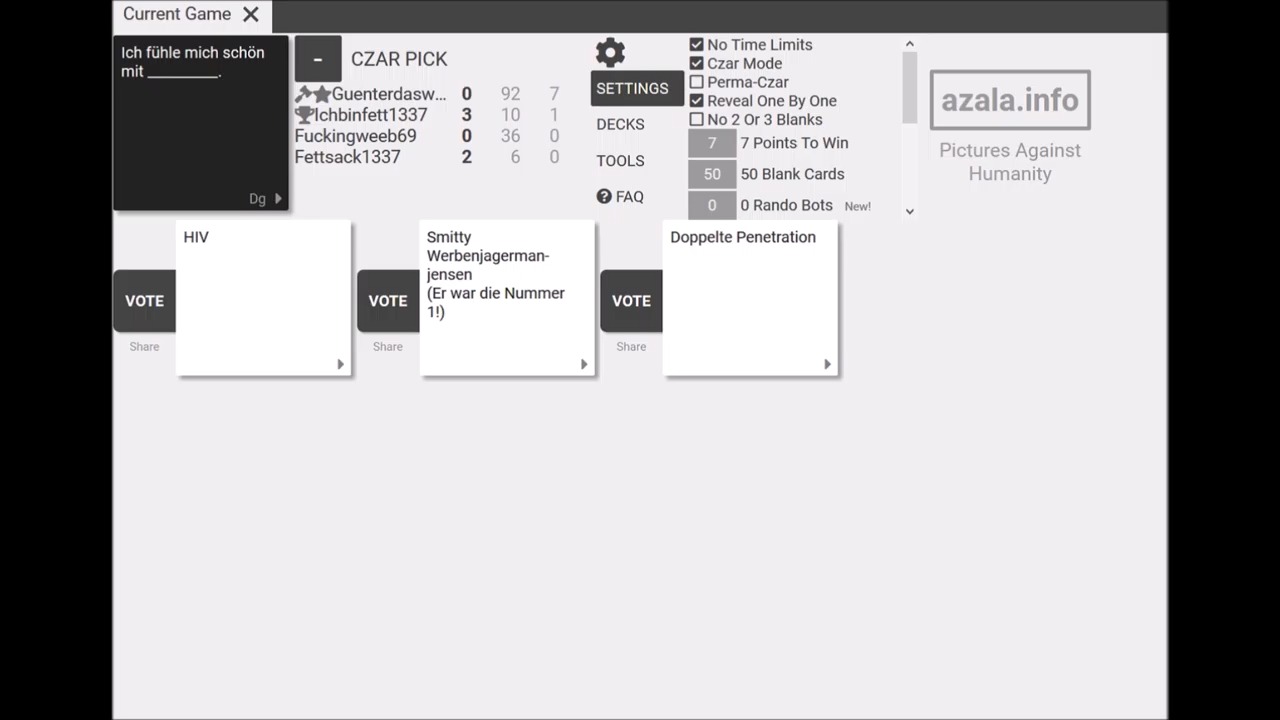 Current Game
Ich fühle mich schön
mit _________.
Dg
-
CZAR PICK
Guenterdasw... 0 92 7
Ichbinfett1337 3 10 1
Fuckingweeb69 0 36 0
Fettsack1337 2 6 0
SETTINGS
DECKS
TOOLS
FAQ
No Time Limits
Czar Mode
Perma-Czar
Reveal One By One
No 2 Or 3 Blanks
7 7 Points To Win
50 50 Blank Cards
0 0 Rando Bots New!
azala.info
Pictures Against
Humanity
VOTE
Share
HIV
VOTE
Share
Smitty
Werbenjagerman-
jensen
(Er war die Nummer
1!)
VOTE
Share
Doppelte Penetration